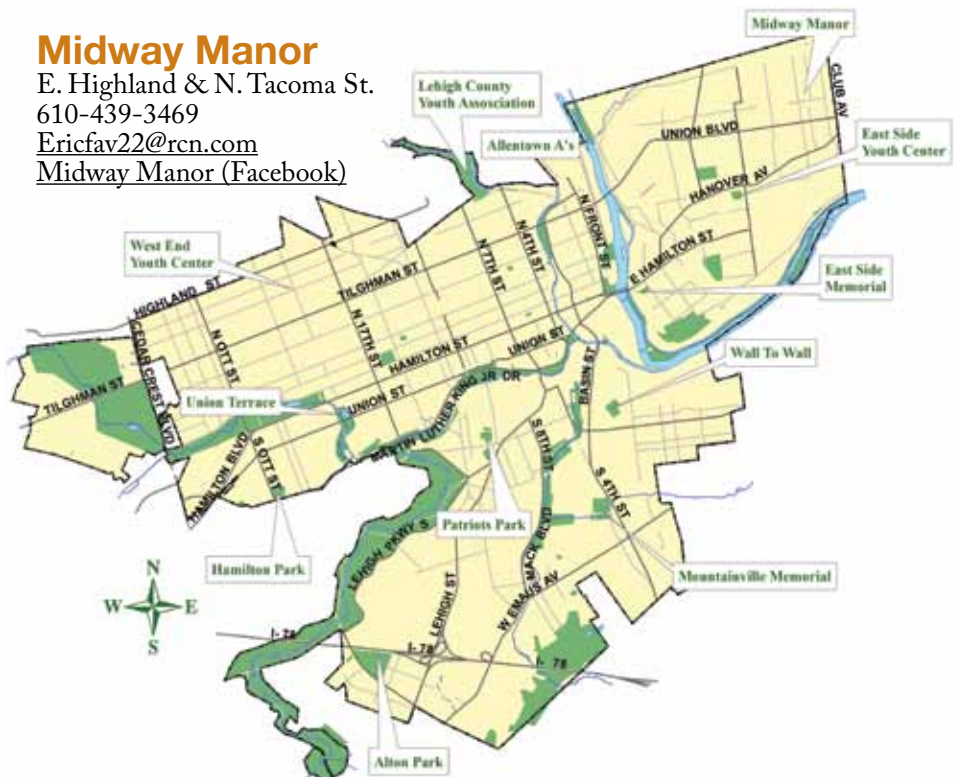 Midway Manor
E. Highland & N. Tacoma St.
610-439-3469
Ericfav22@rcn.com
Midway Manor (Facebook)
Midway Manor
Lehigh County
Youth Assosciation
CLUB AV
UNION BLVD
Allentown A's
East Side
Youth Center
HANOVER AV
N FRONT ST
N 4TH ST
N 7TH ST
E HAMILTON ST
West End
Youth Center
TILGHMAN ST
HIGHLAND ST
East Side
Memorial
CEDAR CREST BLVD
N OTT ST
N 17TH ST
HAMILTON ST
UNION ST
BASIN ST
Wall To Wall
TILGHMAN ST
Union Terrace
UNION ST
MARTIN LUTHER KING JR DR
HAMILTON BLVD
S OTT ST
S 8TH ST
S 4TH ST
Patriots Park
LEHIGH PKWY S
MACK BLVD
Hamilton Park
Mountainville Memorial
N
W E
S
LEHIGH ST
W EMAUS AV
I- 78
I- 78
I- 78
Alton Park